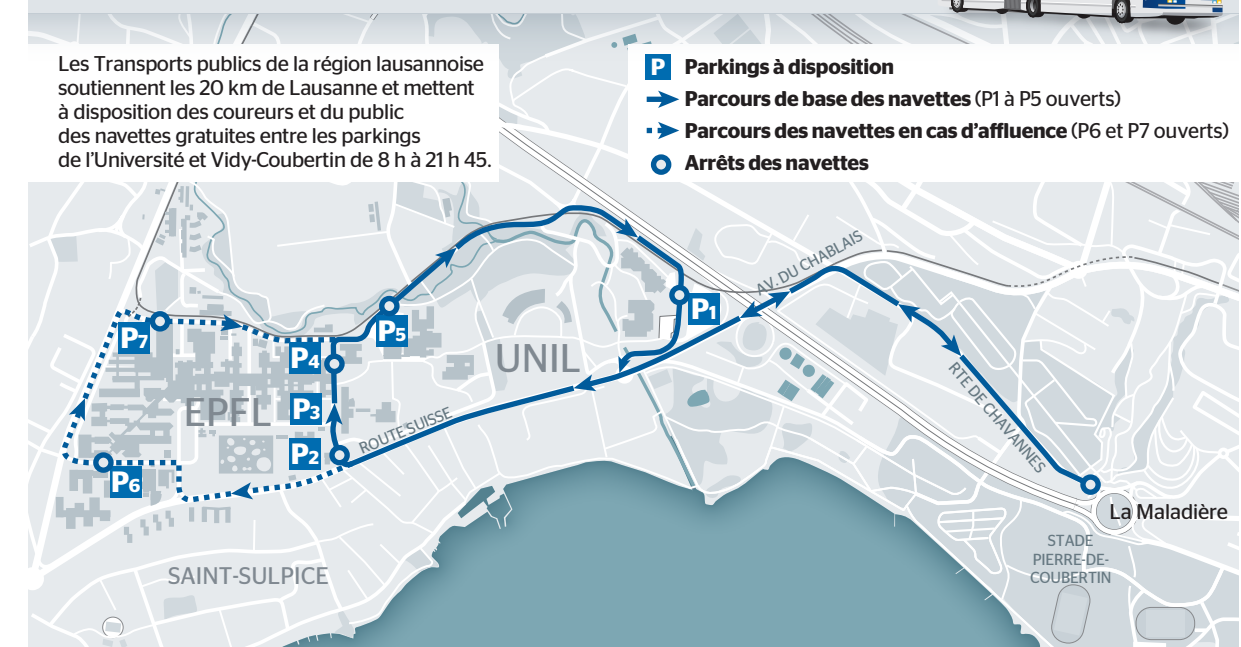 Les Transports publics de la région lausannoise
soutiennent les 20 km de Lausanne et mettent
à disposition des coureurs et du public
des navettes gratuites entre les parkings
de l'Université et Vidy-Coubertin de 8 h à 21 h 45.
P Parkings à disposition
Parcours de base des navettes (P1 à P5 ouverts)
Parcours des navettes en cas d'affluence (P6 et P7 ouverts)
Arrêts des navettes
AV. DU CHABLAIS
P1
P5
P7
P4
UNIL
EPFL
P3
RTE DE CHAVANNES
ROUTE SUISSE
P2
P6
La Maladière
STADE
PIERRE-DE-
COUBERTIN
SAINT-SULPICE